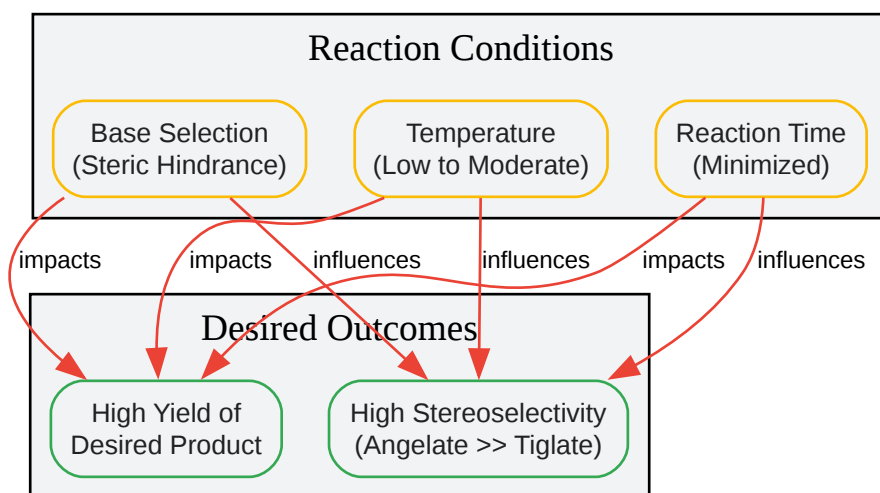 Reaction Conditions
Base Selection
(Steric Hindrance)
Temperature
(Low to Moderate)
Reaction Time
(Minimized)
impacts
impacts
influences
influences
impacts
influences
Desired Outcomes
High Yield of
Desired Product
High Stereoselectivity
(Angelate >> Tiglate)